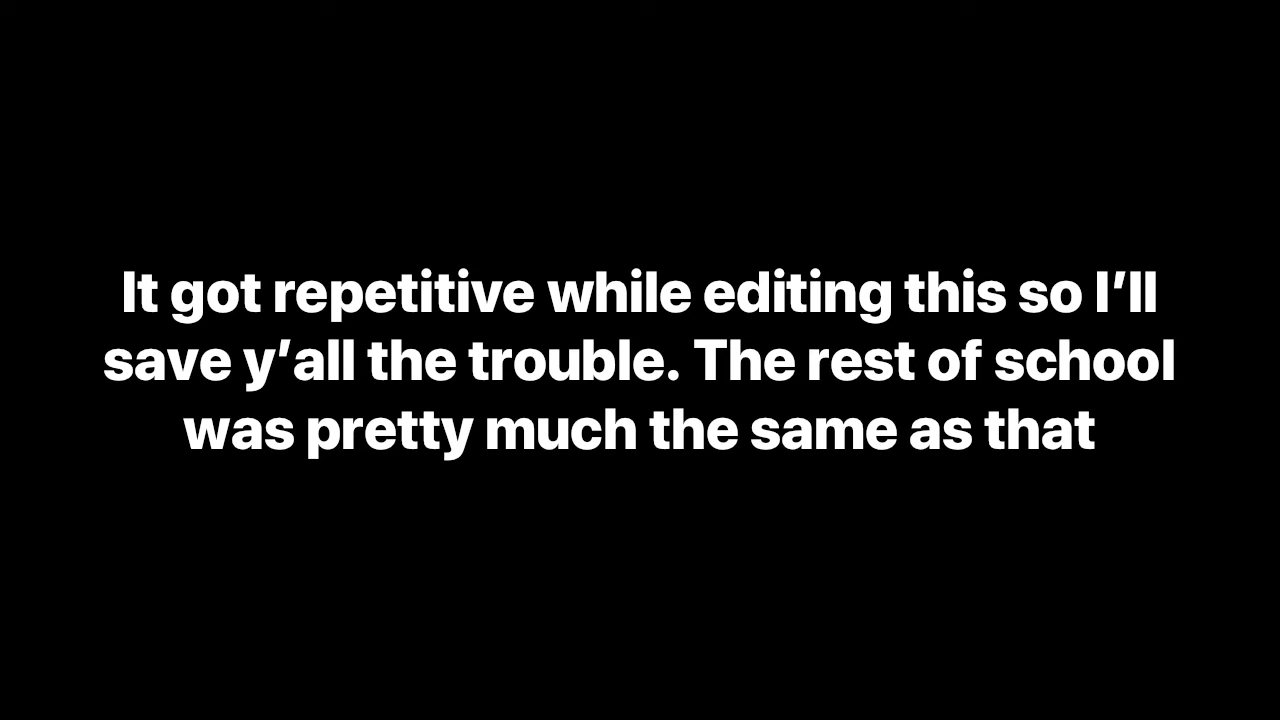 It got repetitive while editing this so I’ll
save y’all the trouble. The rest of school
was pretty much the same as that